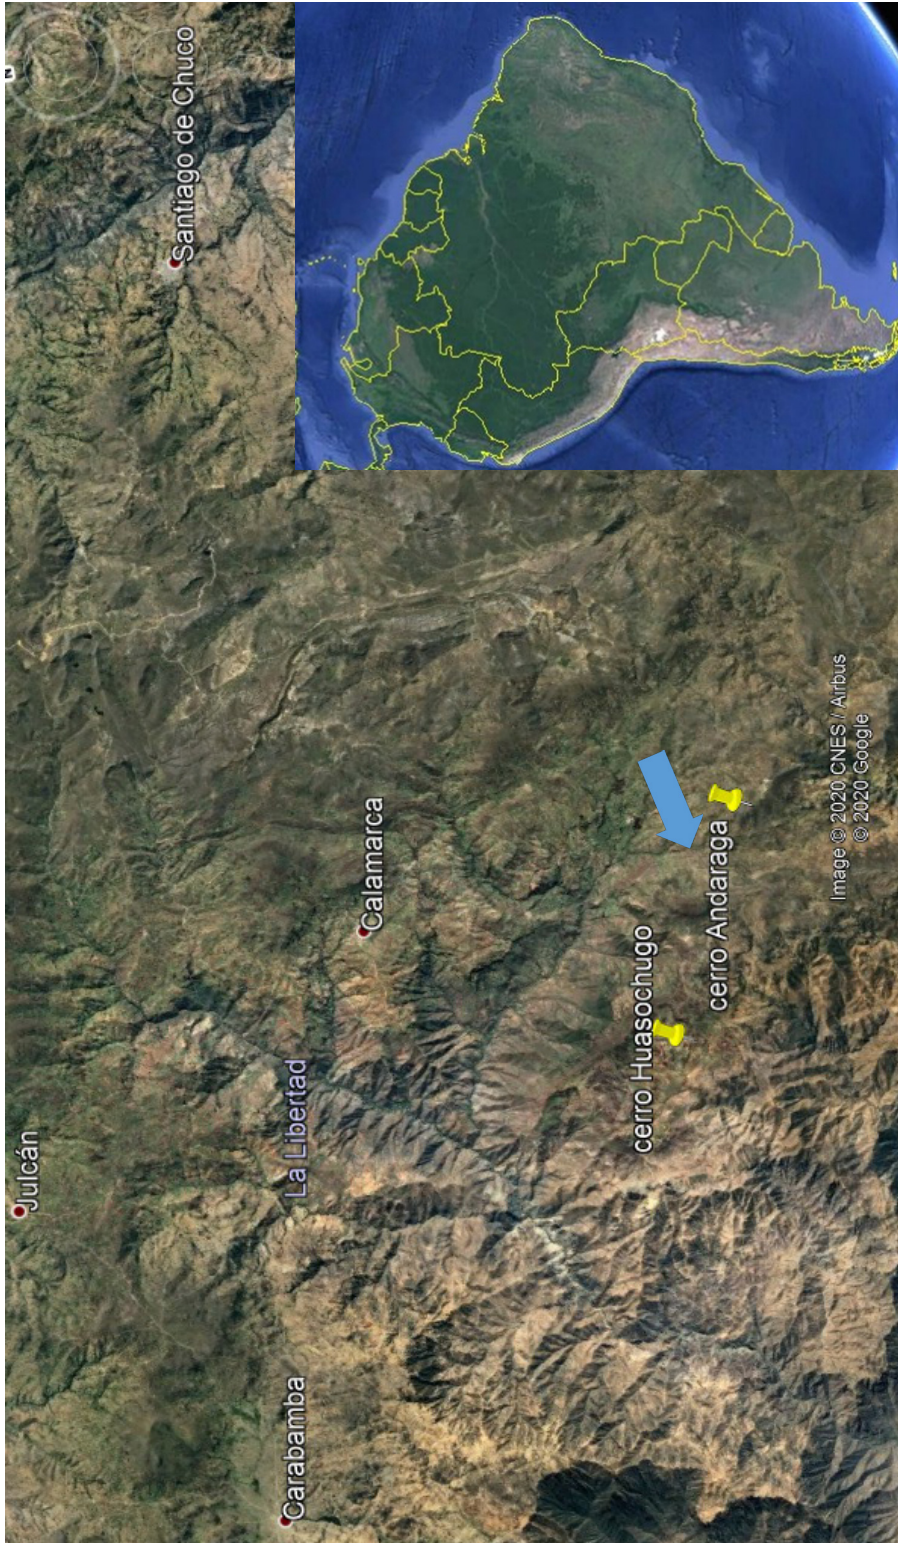 N
Julcán
Santiago de Chuco
Carabamba
La Libertad
Calamarca
cerro Huasochugo
cerro Andaraga
Image © 2020 CNES / Airbus
© 2020 Google